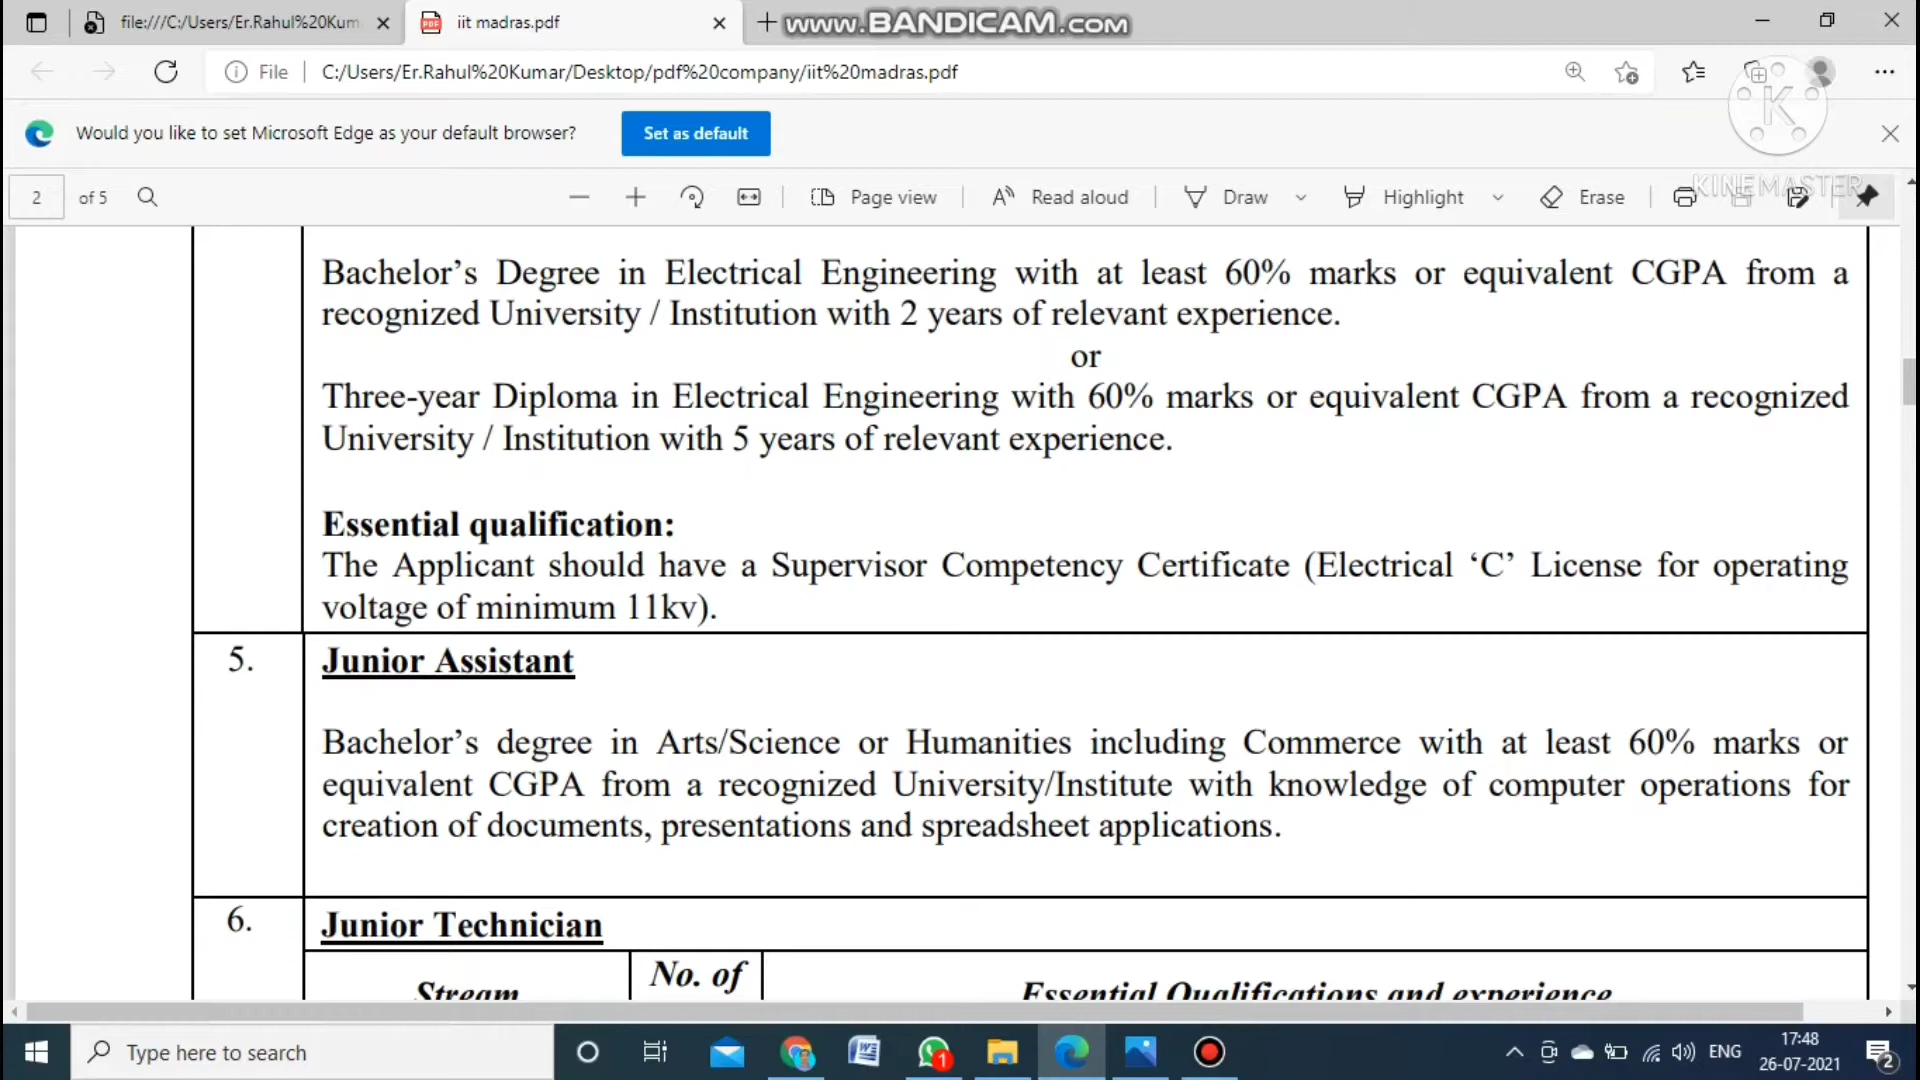 file:///C:/Users/Er.Rahul%20Kum
iit madras.pdf
www.BANDICAM.com
File
C:/Users/Er.Rahul%20Kumar/Desktop/pdf%20company/iit%20madras.pdf
K
Would you like to set Microsoft Edge as your default browser?
Set as default
KINEMASTER
2 of 5
Page view
Read aloud
Draw
Highlight
Erase
Bachelor’s Degree in Electrical Engineering with at least 60% marks or equivalent CGPA from a
recognized University / Institution with 2 years of relevant experience.
or
Three-year Diploma in Electrical Engineering with 60% marks or equivalent CGPA from a recognized
University / Institution with 5 years of relevant experience.
Essential qualification:
The Applicant should have a Supervisor Competency Certificate (Electrical ‘C’ License for operating
voltage of minimum 11kv).
5. Junior Assistant
Bachelor’s degree in Arts/Science or Humanities including Commerce with at least 60% marks or
equivalent CGPA from a recognized University/Institute with knowledge of computer operations for
creation of documents, presentations and spreadsheet applications.
6. Junior Technician
No. of
Stream
Essential Qualifications and experience
Type here to search
1
ENG
17:48
26-07-2021
2